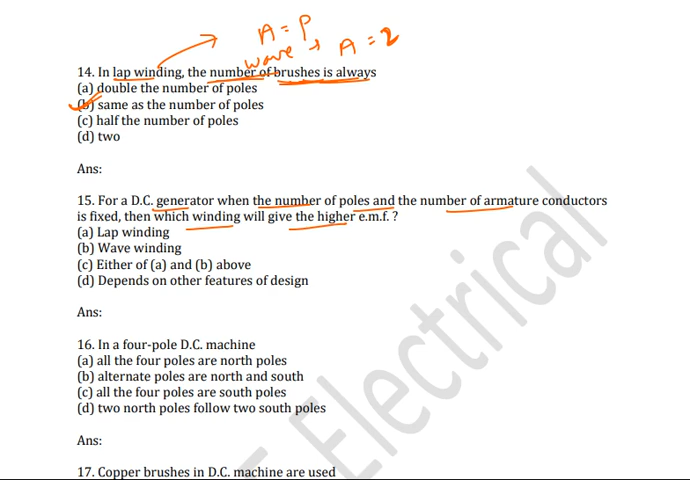 A = P
wave, A = 2
14. In lap winding, the number of brushes is always
(a) double the number of poles
(b) same as the number of poles
(c) half the number of poles
(d) two
Ans:
15. For a D.C. generator when the number of poles and the number of armature conductors
is fixed, then which winding will give the higher e.m.f. ?
(a) Lap winding
(b) Wave winding
(c) Either of (a) and (b) above
(d) Depends on other features of design
Ans:
16. In a four-pole D.C. machine
(a) all the four poles are north poles
(b) alternate poles are north and south
(c) all the four poles are south poles
(d) two north poles follow two south poles
Ans:
17. Copper brushes in D.C. machine are used
Electrical